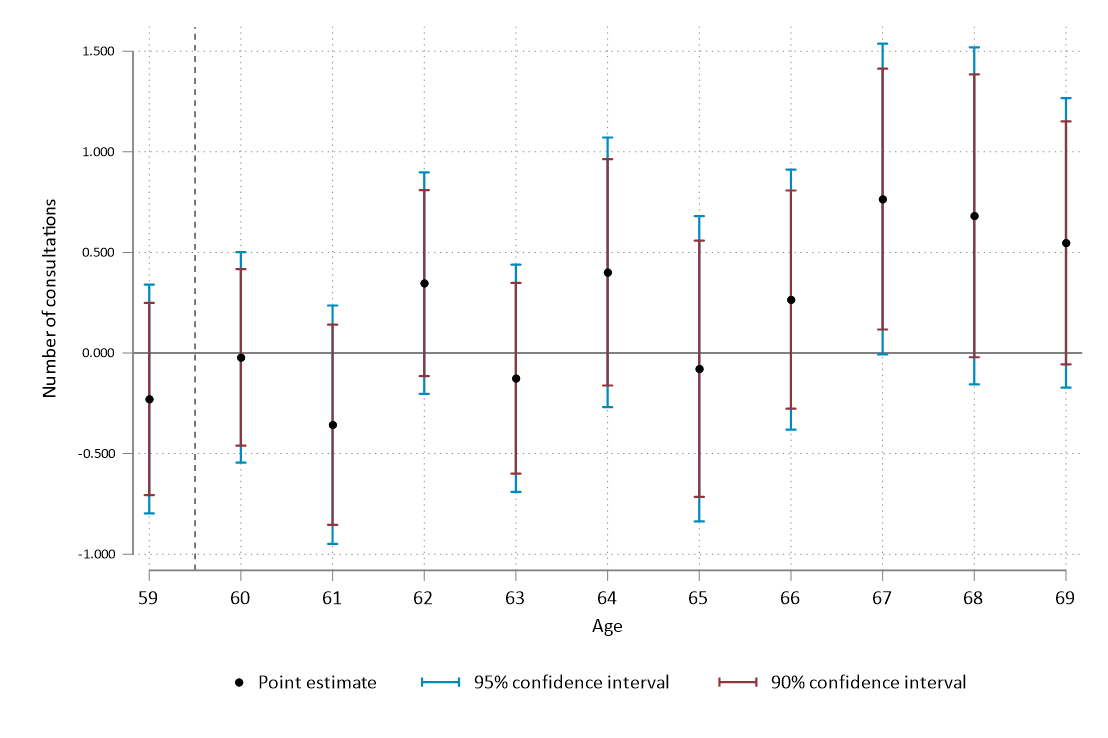 Number of consultations
1.500
1.000
0.500
0.000
-0.500
-1.000
59 60 61 62 63 64 65 66 67 68 69
Age
Point estimate 95% confidence interval 90% confidence interval